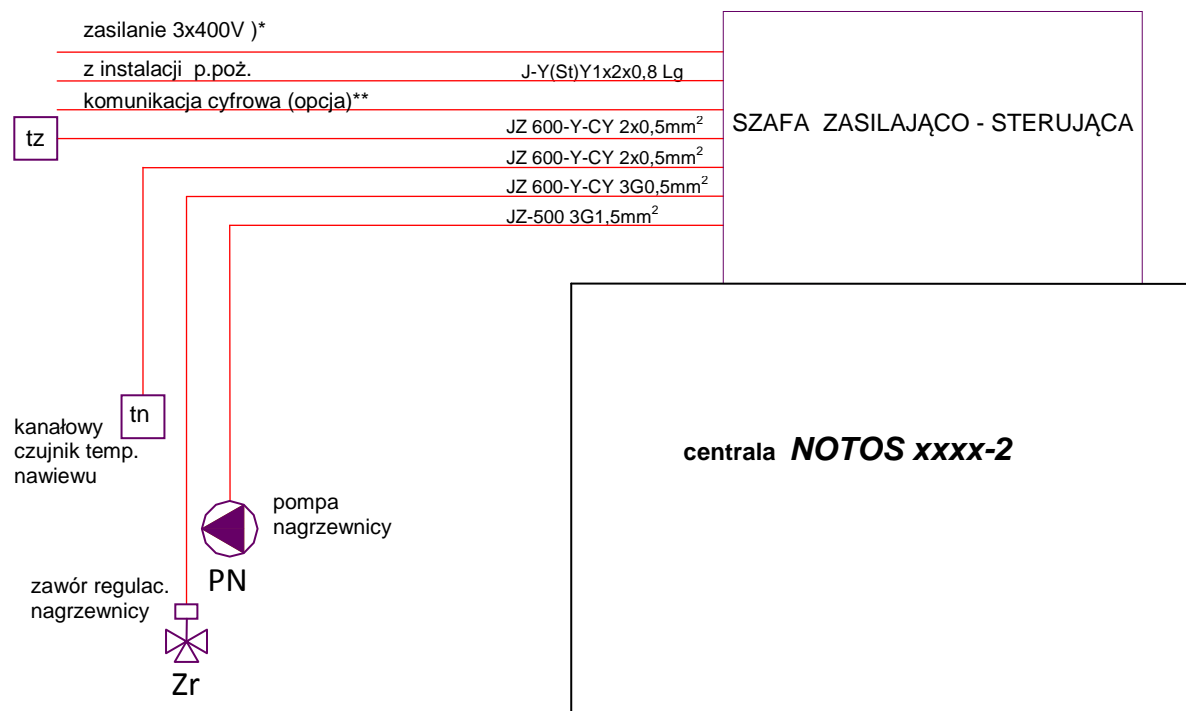 zasilanie 3x400V )*
z instalacji p.poż.
J-Y(St)Y1x2x0,8 Lg
komunikacja cyfrowa (opcja)**
tz
JZ 600-Y-CY 2x0,5mm²
SZAFA ZASILAJĄCO - STERUJĄCA
JZ 600-Y-CY 2x0,5mm²
JZ 600-Y-CY 3G0,5mm²
JZ-500 3G1,5mm²
tn
kanałowy
czujnik temp.
nawiewu
centrala NOTOS xxxx-2
pompa
nagrzewnicy
PN
zawór regulac.
nagrzewnicy
Zr